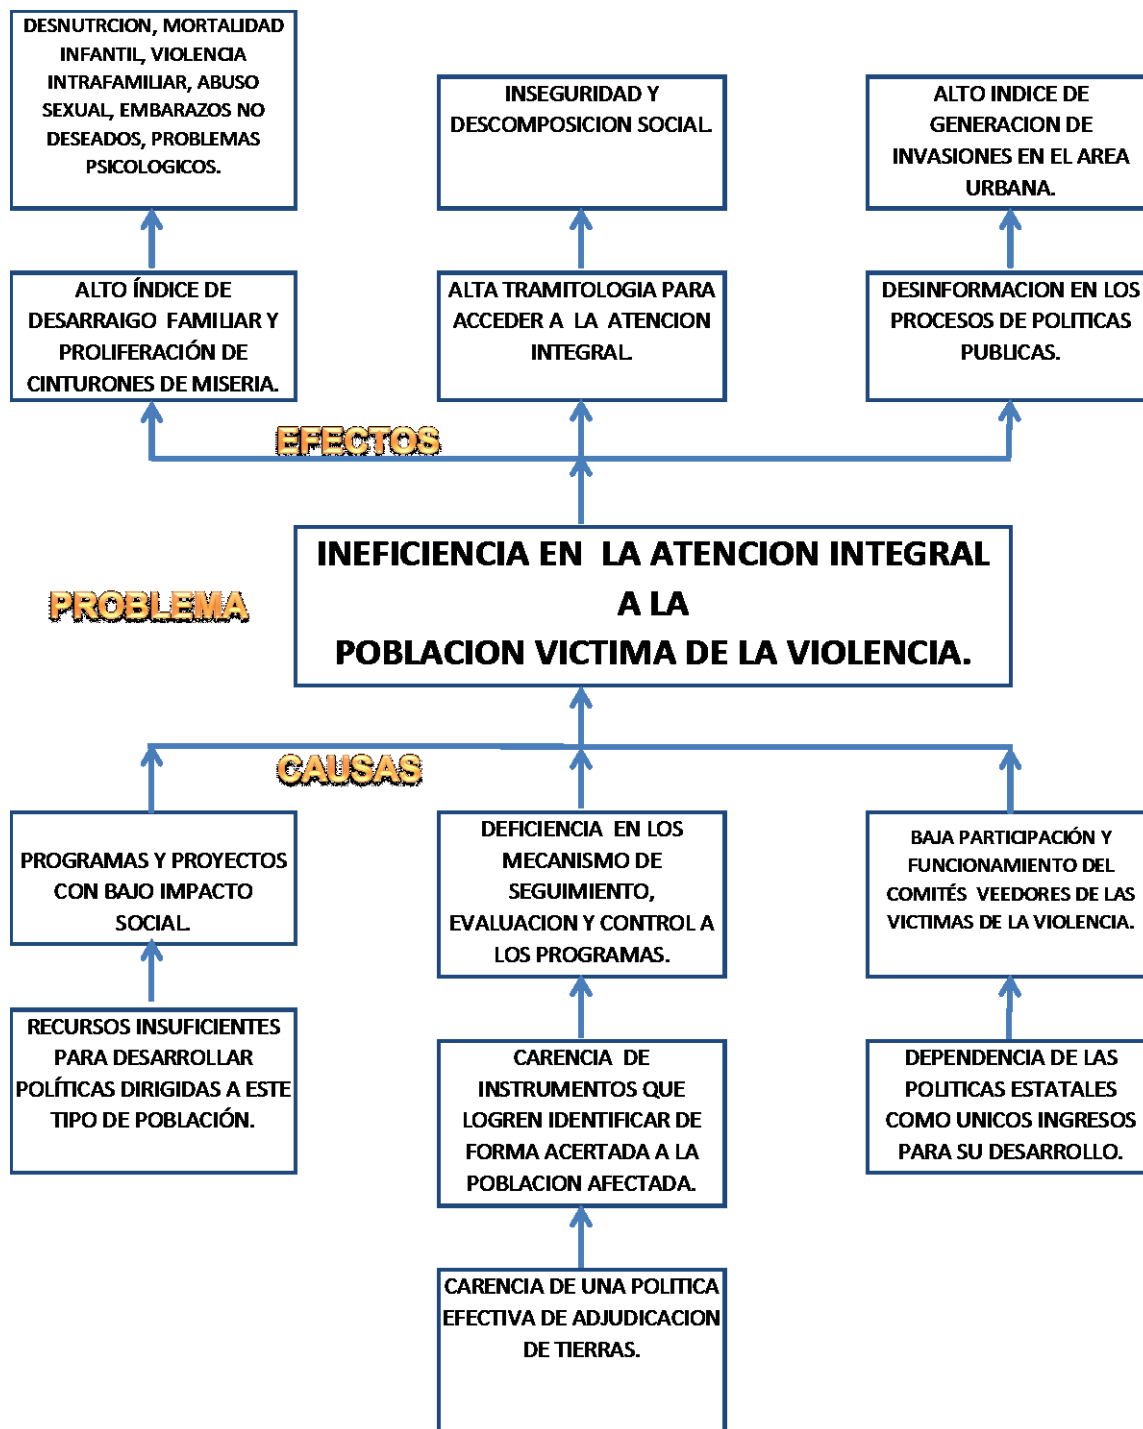 DESNUTRCION, MORTALIDAD
INFANTIL, VIOLENCIA
INTRAFAMILIAR, ABUSO
SEXUAL, EMBARAZOS NO
DESEADOS, PROBLEMAS
PSICOLOGICOS.
INSEGURIDAD Y
DESCOMPOSICION SOCIAL.
ALTO INDICE DE
GENERACION DE
INVASIONES EN EL AREA
URBANA.
ALTO ÍNDICE DE
DESARRAIGO FAMILIAR Y
PROLIFERACIÓN DE
CINTURONES DE MISERIA.
ALTA TRAMITOLOGIA PARA
ACCEDER A LA ATENCION
INTEGRAL.
DESINFORMACION EN LOS
PROCESOS DE POLITICAS
PUBLICAS.
EFECTOS
INEFICIENCIA EN LA ATENCION INTEGRAL
A LA
POBLACION VICTIMA DE LA VIOLENCIA.
PROBLEMA
CAUSAS
PROGRAMAS Y PROYECTOS
CON BAJO IMPACTO
SOCIAL.
DEFICIENCIA EN LOS
MECANISMO DE
SEGUIMIENTO,
EVALUACION Y CONTROL A
LOS PROGRAMAS.
BAJA PARTICIPACIÓN Y
FUNCIONAMIENTO DEL
COMITÉS VEEDORES DE LAS
VICTIMAS DE LA VIOLENCIA.
RECURSOS INSUFICIENTES
PARA DESARROLLAR
POLÍTICAS DIRIGIDAS A ESTE
TIPO DE POBLACIÓN.
CARENCIA DE
INSTRUMENTOS QUE
LOGREN IDENTIFICAR DE
FORMA ACERTADA A LA
POBLACION AFECTADA.
DEPENDENCIA DE LAS
POLITICAS ESTATALES
COMO UNICOS INGRESOS
PARA SU DESARROLLO.
CARENCIA DE UNA POLITICA
EFECTIVA DE ADJUDICACION
DE TIERRAS.